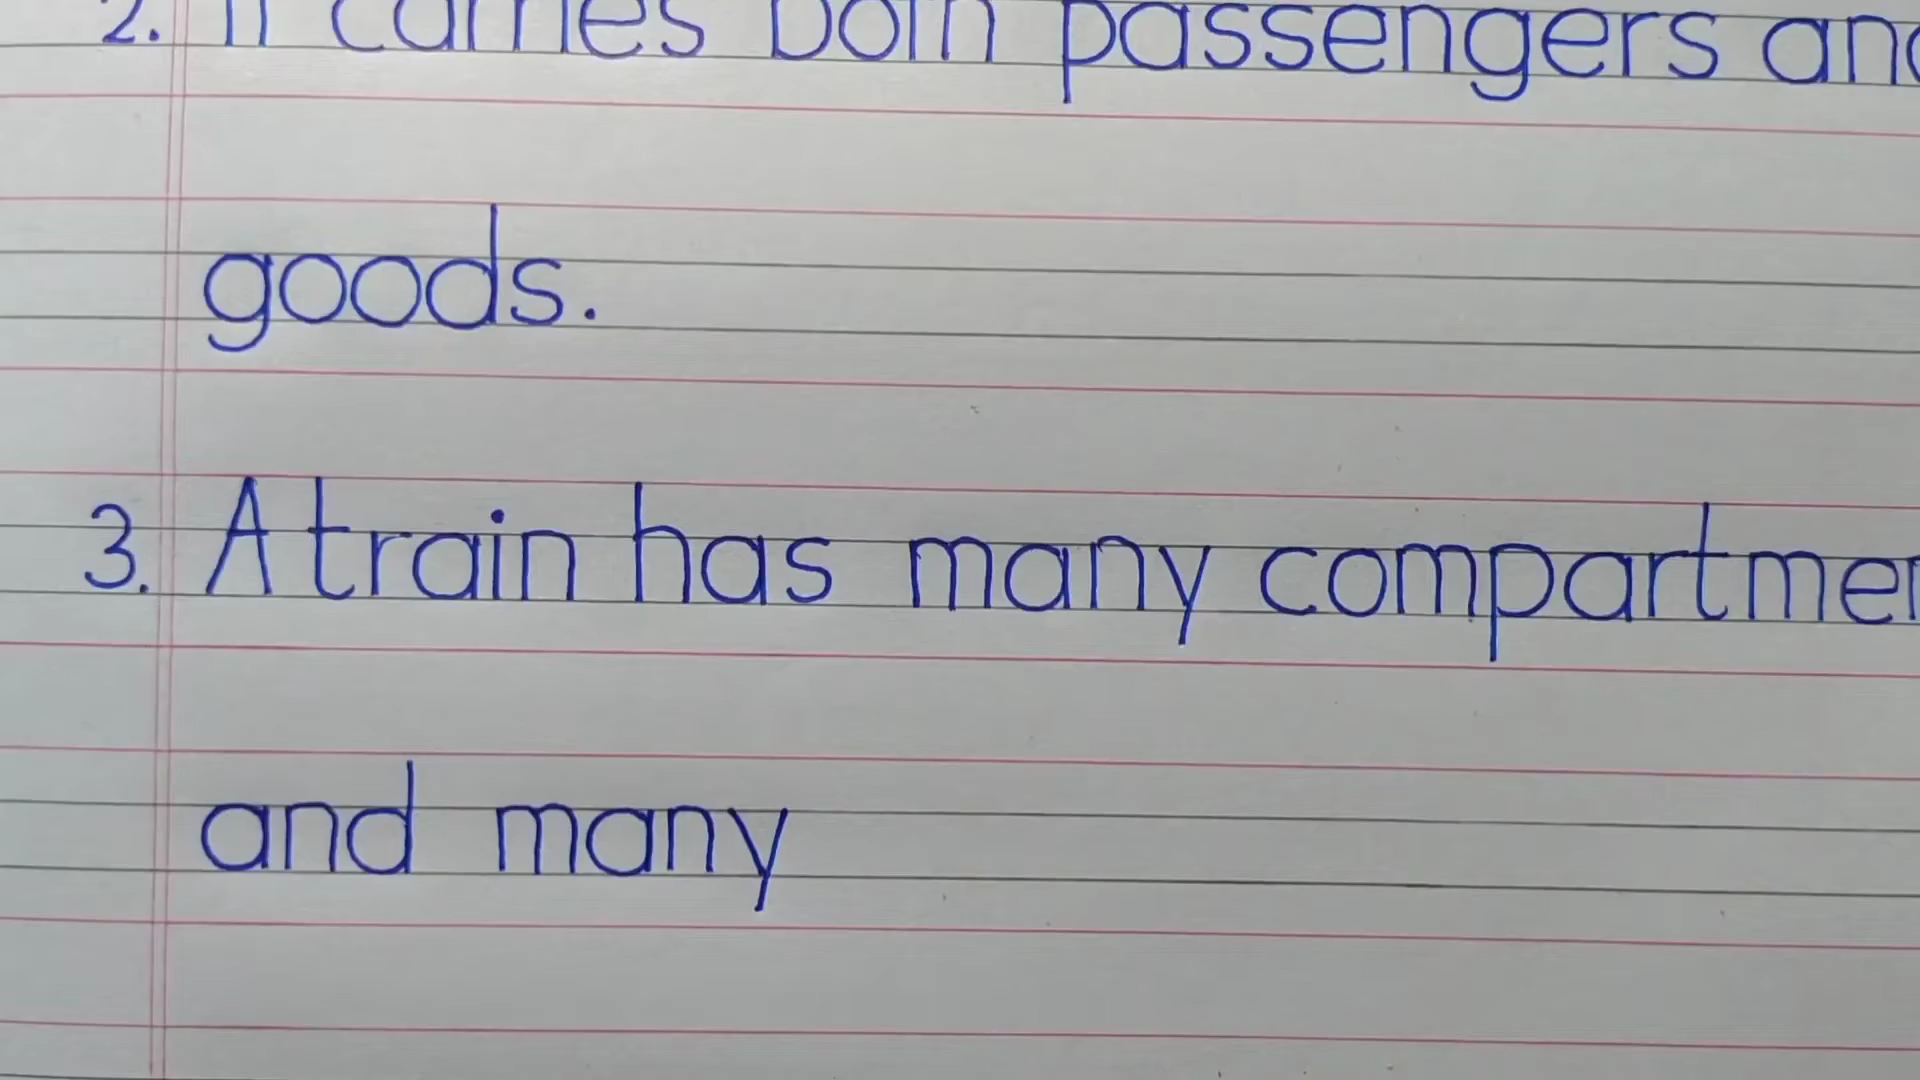 2. It carries both passengers and
goods.
3. A train has many compartmen
and many